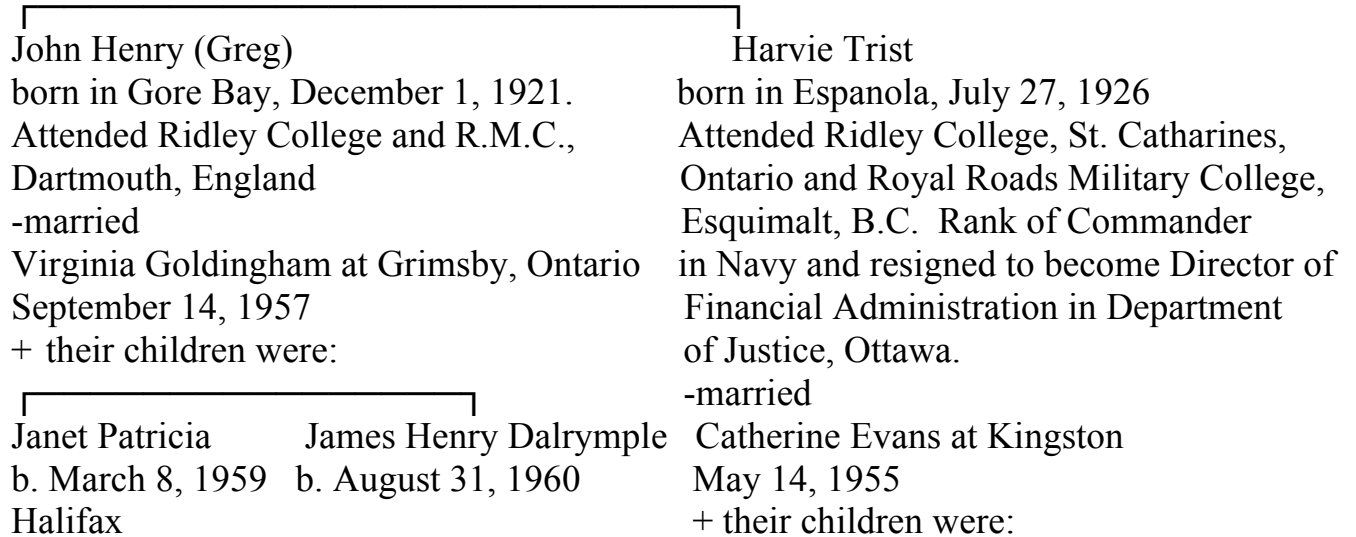 John Henry (Greg) Harvie Trist
born in Gore Bay, December 1, 1921. born in Espanola, July 27, 1926
Attended Ridley College and R.M.C., Attended Ridley College, St. Catharines,
Dartmouth, England Ontario and Royal Roads Military College,
-married Esquimalt, B.C. Rank of Commander
Virginia Goldingham at Grimsby, Ontario in Navy and resigned to become Director of
September 14, 1957 Financial Administration in Department
+ their children were: of Justice, Ottawa.
-married
Janet Patricia James Henry Dalrymple Catherine Evans at Kingston
b. March 8, 1959 b. August 31, 1960 May 14, 1955
Halifax + their children were: